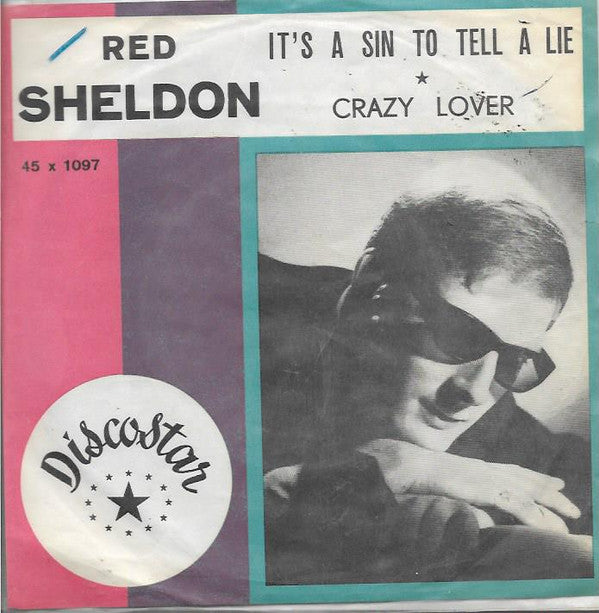 RED
SHELDON
IT'S A SIN TO TELL À LIE
★
CRAZY LOVER
45 x 1097
Discostar